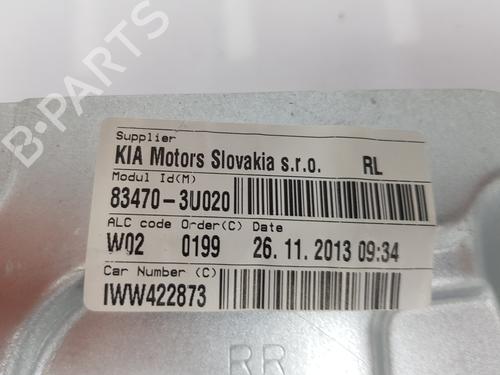 B-PARTS
Supplier
KIA Motors Slovakia s.r.o. RL
Modul Id(M)
83470-3U020
ALC code Order(C) Date
W02 0199 26.11.2013 09:34
Car Number (C)
IWW422873
RR